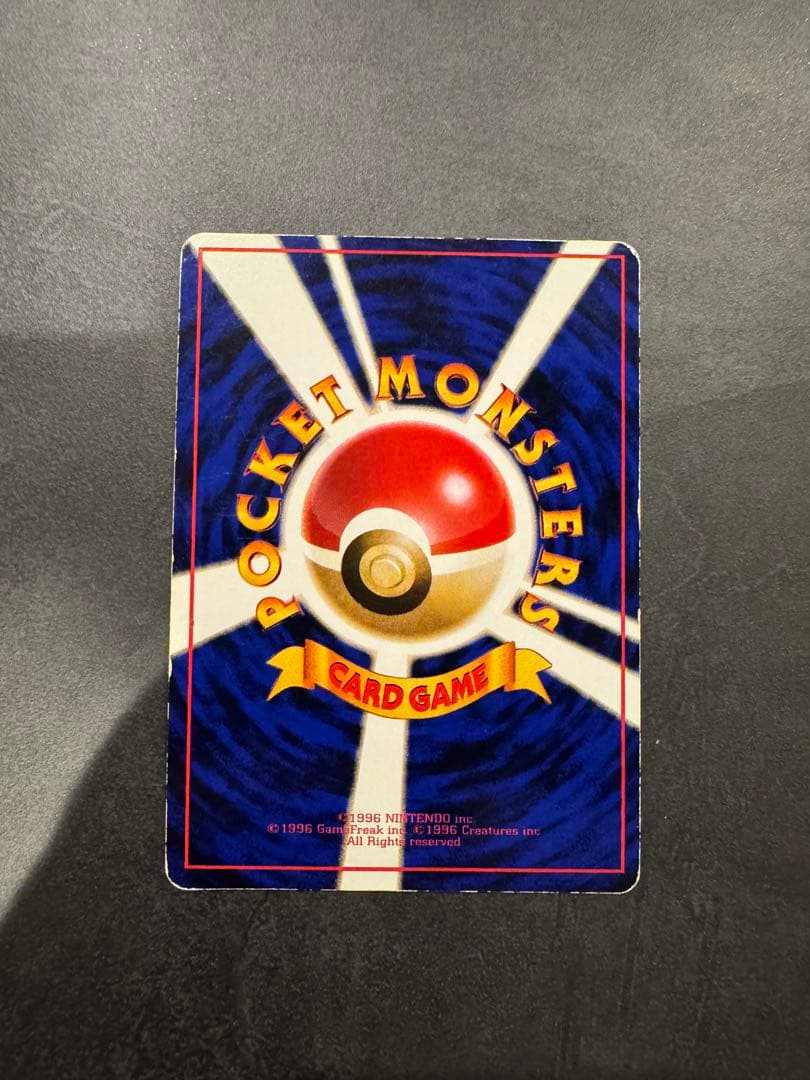 POCKET MONSTERS
CARD GAME
©1996 NINTENDO inc
©1996 GameFreak inc. ©1996 Creatures inc
All Rights reserved